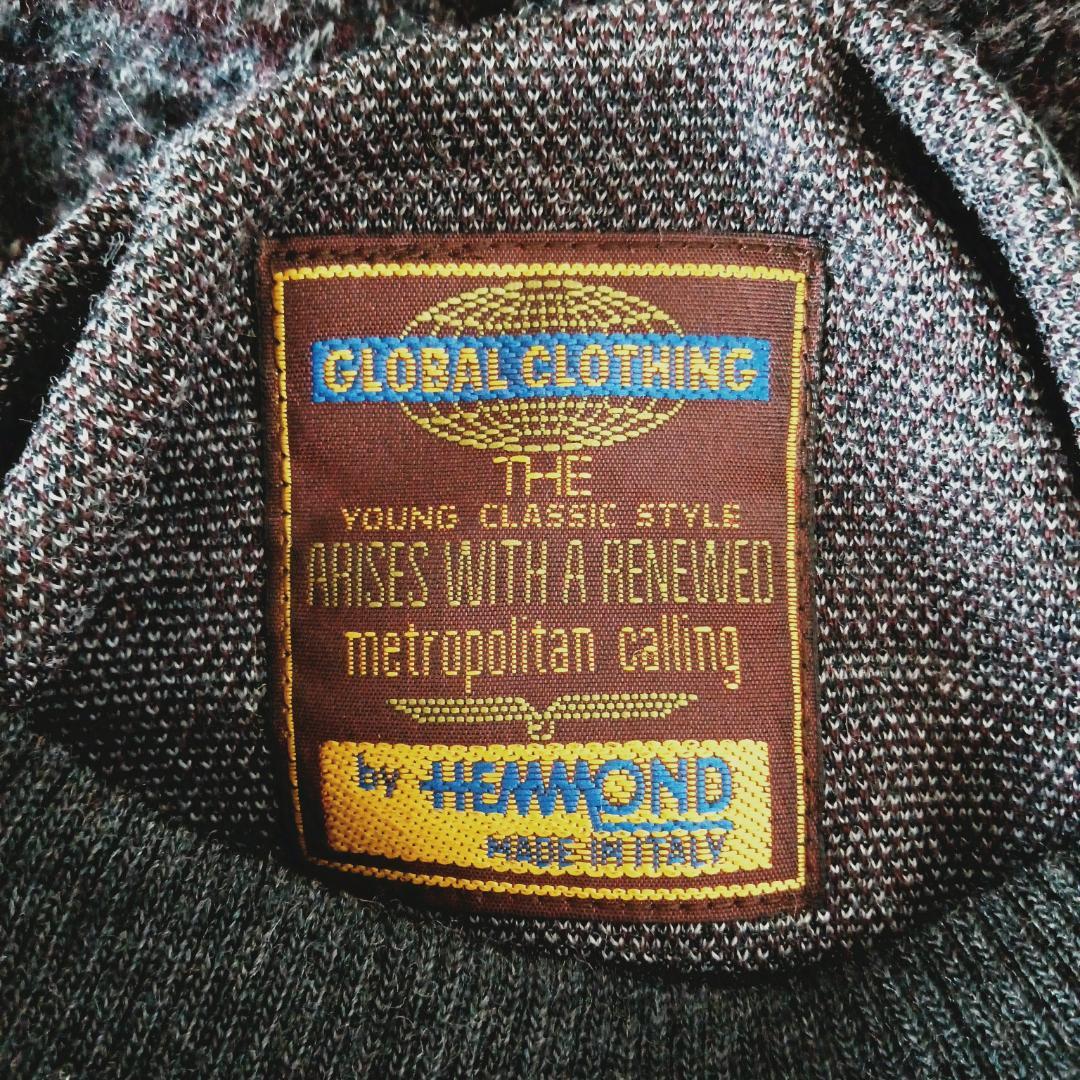 GLOBAL CLOTHING
THE
YOUNG CLASSIC STYLE
ARISES WITH A RENEWED
metropolitan calling
by HEMMOND
MADE IN ITALY